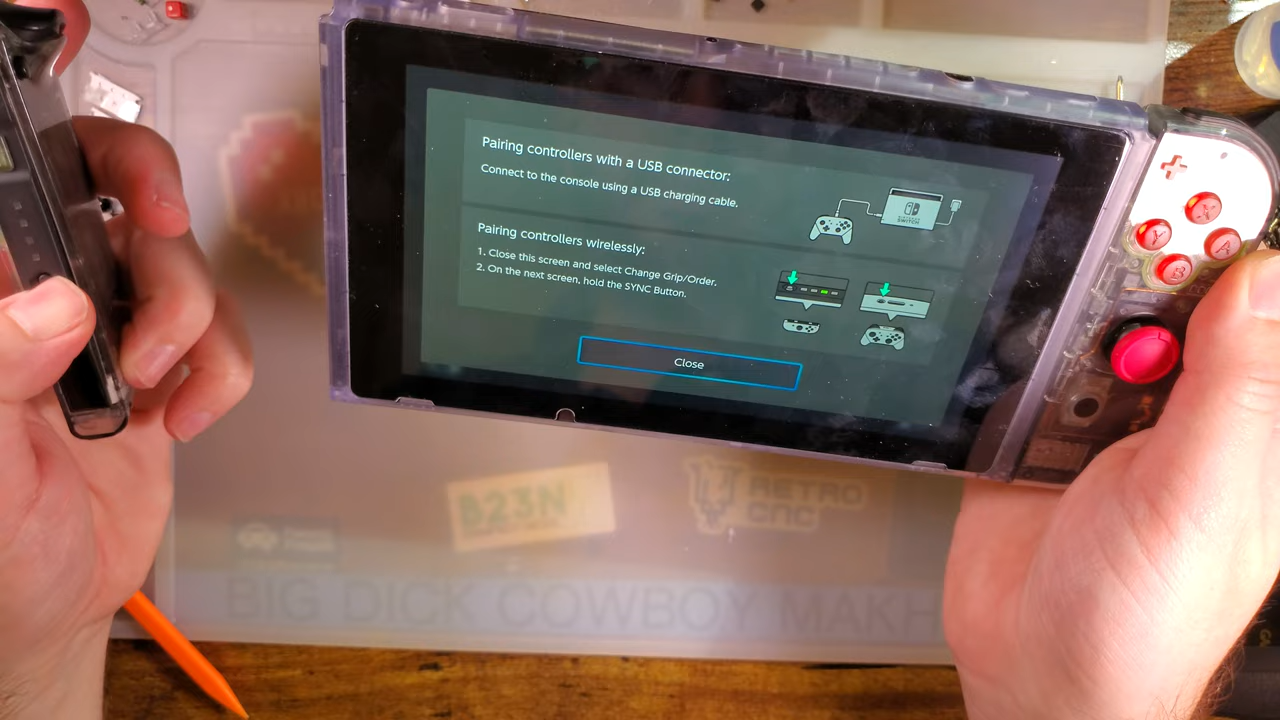 Pairing controllers with a USB connector:
Connect to the console using a USB charging cable.
Pairing controllers wirelessly:
1. Close this screen and select Change Grip/Order.
2. On the next screen, hold the SYNC Button.
Close
X
Y
A
B
B23N
RETRO
CNC
BIG DICK COWBOY MAKH